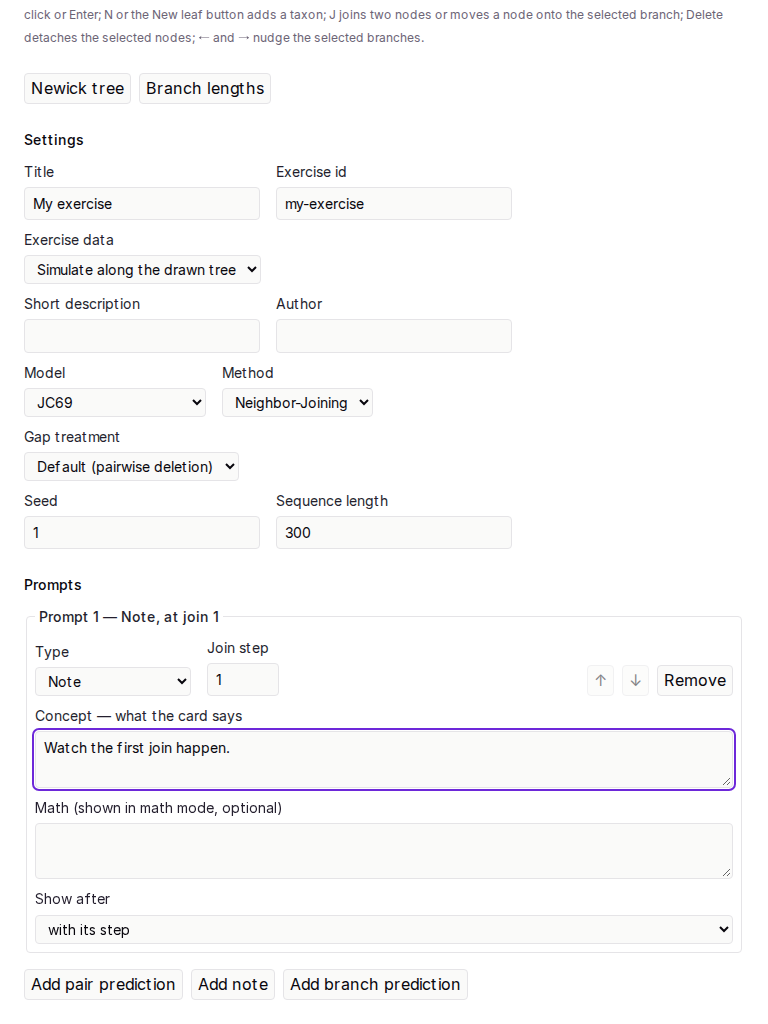 click or Enter; N or the New leaf button adds a taxon; J joins two nodes or moves a node onto the selected branch; Delete
detaches the selected nodes; ← and → nudge the selected branches.
Newick tree Branch lengths
Settings
Title Exercise id
My exercise my-exercise
Exercise data
Simulate along the drawn tree
Short description Author
Model Method
JC69 Neighbor-Joining
Gap treatment
Default (pairwise deletion)
Seed Sequence length
1 300
Prompts
Prompt 1 — Note, at join 1
Type Join step
Note 1 ↑ ↓ Remove
Concept — what the card says
Watch the first join happen.
Math (shown in math mode, optional)
Show after
with its step
Add pair prediction Add note Add branch prediction